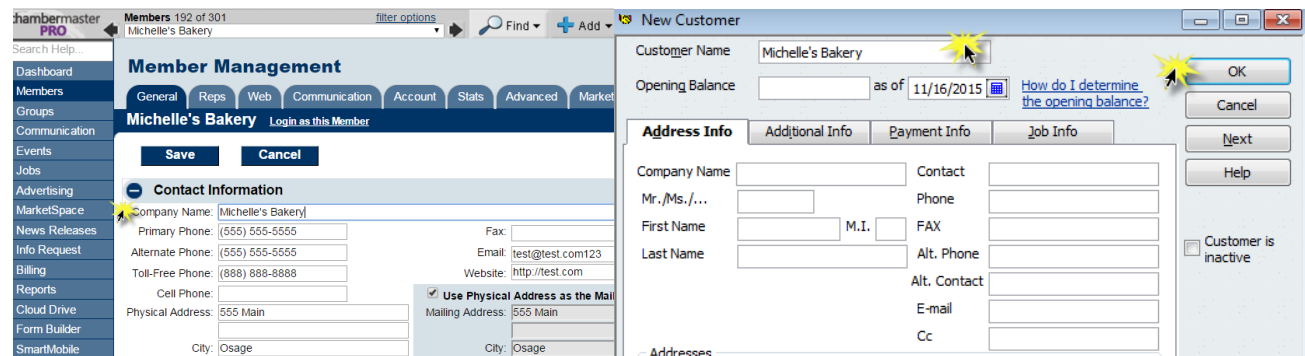 chambermaster
PRO
Members 192 of 301
filter options
Michelle's Bakery
Find
Add
Search Help...
Dashboard
Members
Groups
Communication
Events
Jobs
Advertising
MarketSpace
News Releases
Info Request
Billing
Reports
Cloud Drive
Form Builder
SmartMobile
Member Management
General Reps Web Communication Account Stats Advanced Market
Michelle's Bakery Login as this Member
Save Cancel
Contact Information
Company Name: Michelle's Bakery
Primary Phone: (555) 555-5555 Fax:
Alternate Phone: (555) 555-5555 Email: test@test.com123
Toll-Free Phone: (888) 888-8888 Website: http://test.com
Cell Phone: Use Physical Address as the Mail
Physical Address: 555 Main Mailing Address: 555 Main
City: Osage City: Osage
New Customer
Customer Name Michelle's Bakery
Opening Balance as of 11/16/2015 How do I determine
the opening balance?
OK
Cancel
Next
Help
Customer is
inactive
Address Info Additional Info Payment Info Job Info
Company Name Contact
Mr./Ms./... Phone
First Name M.I. FAX
Last Name Alt. Phone
Alt. Contact
E-mail
Cc
Addresses